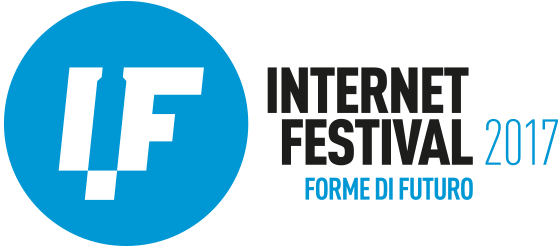 IF
INTERNET
FESTIVAL 2017
FORME DI FUTURO